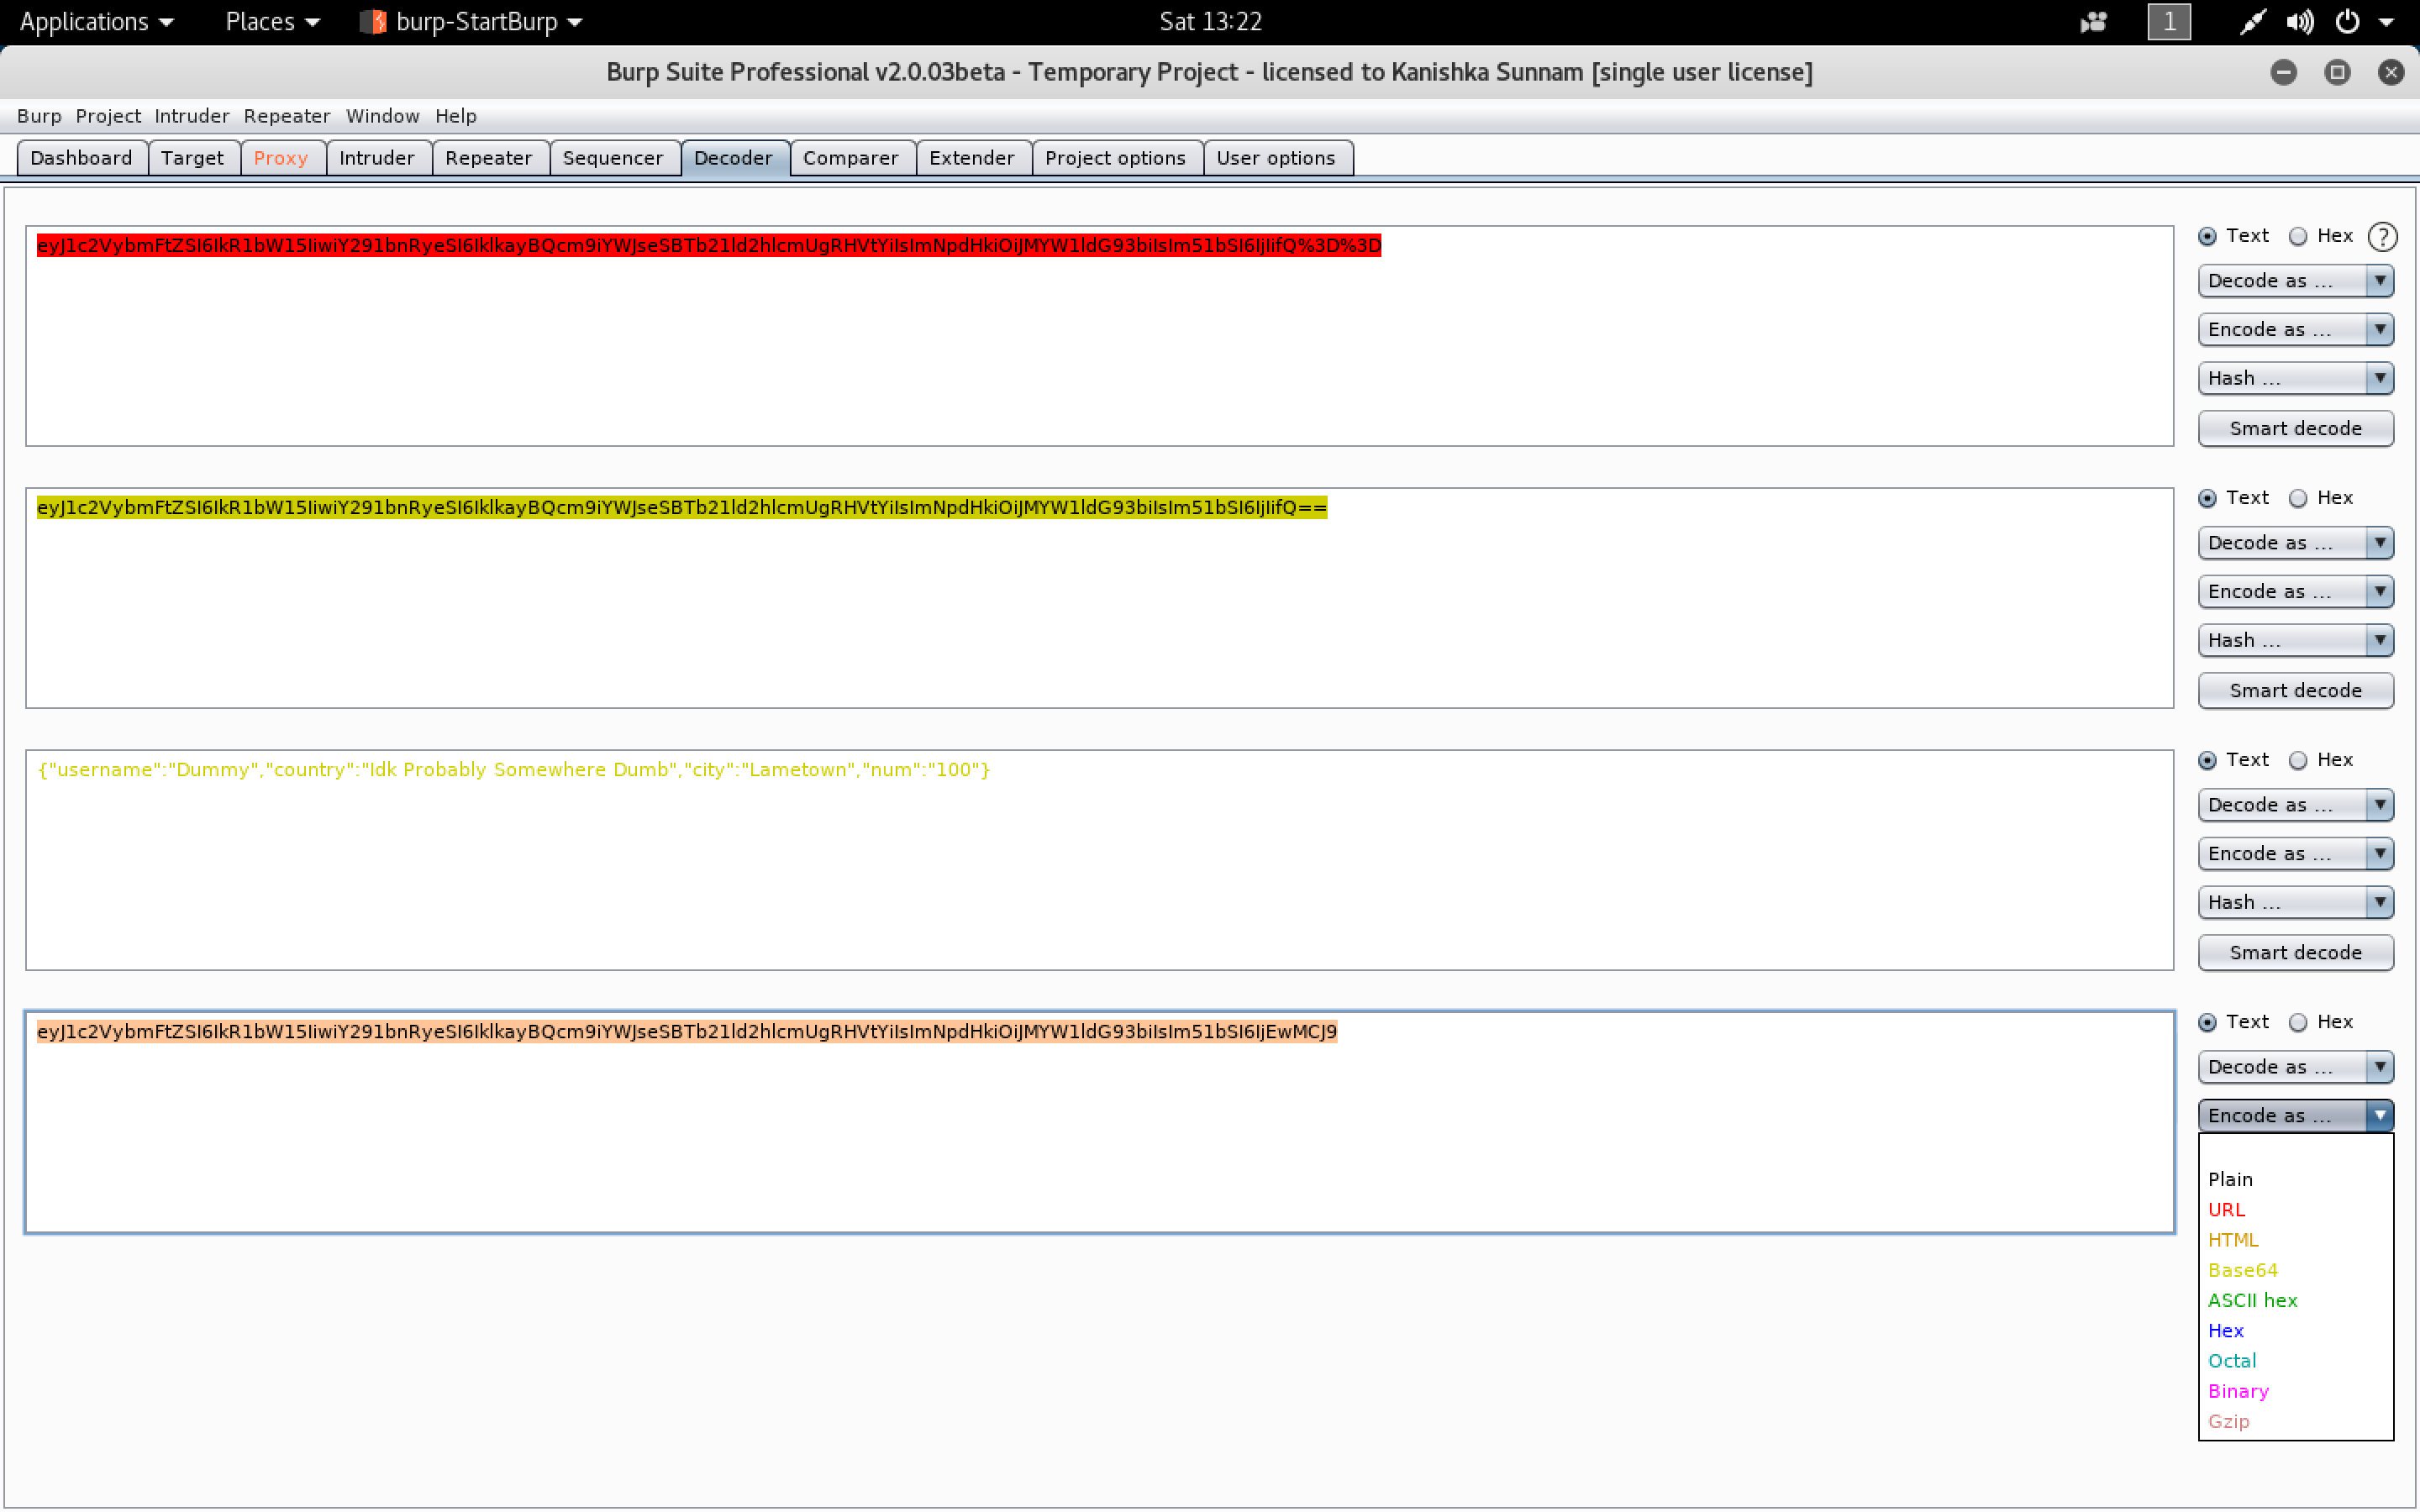 Applications Places burp-StartBurp Sat 13:22 1
Burp Suite Professional v2.0.03beta - Temporary Project - licensed to Kanishka Sunnam [single user license]
Burp Project Intruder Repeater Window Help
Dashboard Target Proxy Intruder Repeater Sequencer Decoder Comparer Extender Project options User options
eyJ1c2VybmFtZSI6IkR1bW15IiwiY291bnRyeSI6IklkayBQcm9iYWJseSBTb21ld2hlcmUgRHVtYiIsImNpdHkiOiJMYW1ldG93biIsIm51bSI6IjIifQ%3D%3D
Text Hex ?
Decode as ...
Encode as ...
Hash ...
Smart decode
eyJ1c2VybmFtZSI6IkR1bW15IiwiY291bnRyeSI6IklkayBQcm9iYWJseSBTb21ld2hlcmUgRHVtYiIsImNpdHkiOiJMYW1ldG93biIsIm51bSI6IjIifQ==
Text Hex
Decode as ...
Encode as ...
Hash ...
Smart decode
{"username":"Dummy","country":"Idk Probably Somewhere Dumb","city":"Lametown","num":"100"}
Text Hex
Decode as ...
Encode as ...
Hash ...
Smart decode
eyJ1c2VybmFtZSI6IkR1bW15IiwiY291bnRyeSI6IklkayBQcm9iYWJseSBTb21ld2hlcmUgRHVtYiIsImNpdHkiOiJMYW1ldG93biIsIm51bSI6IjEwMCJ9
Text Hex
Decode as ...
Encode as ...
Plain
URL
HTML
Base64
ASCII hex
Hex
Octal
Binary
Gzip